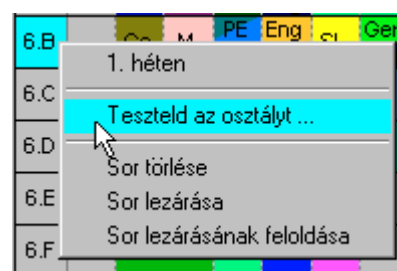 6.B PE Eng Ger
1. héten
6.C
Teszteld az osztályt ...
6.D
Sor törlése
6.E Sor lezárása
Sor lezárásának feloldása
6.F